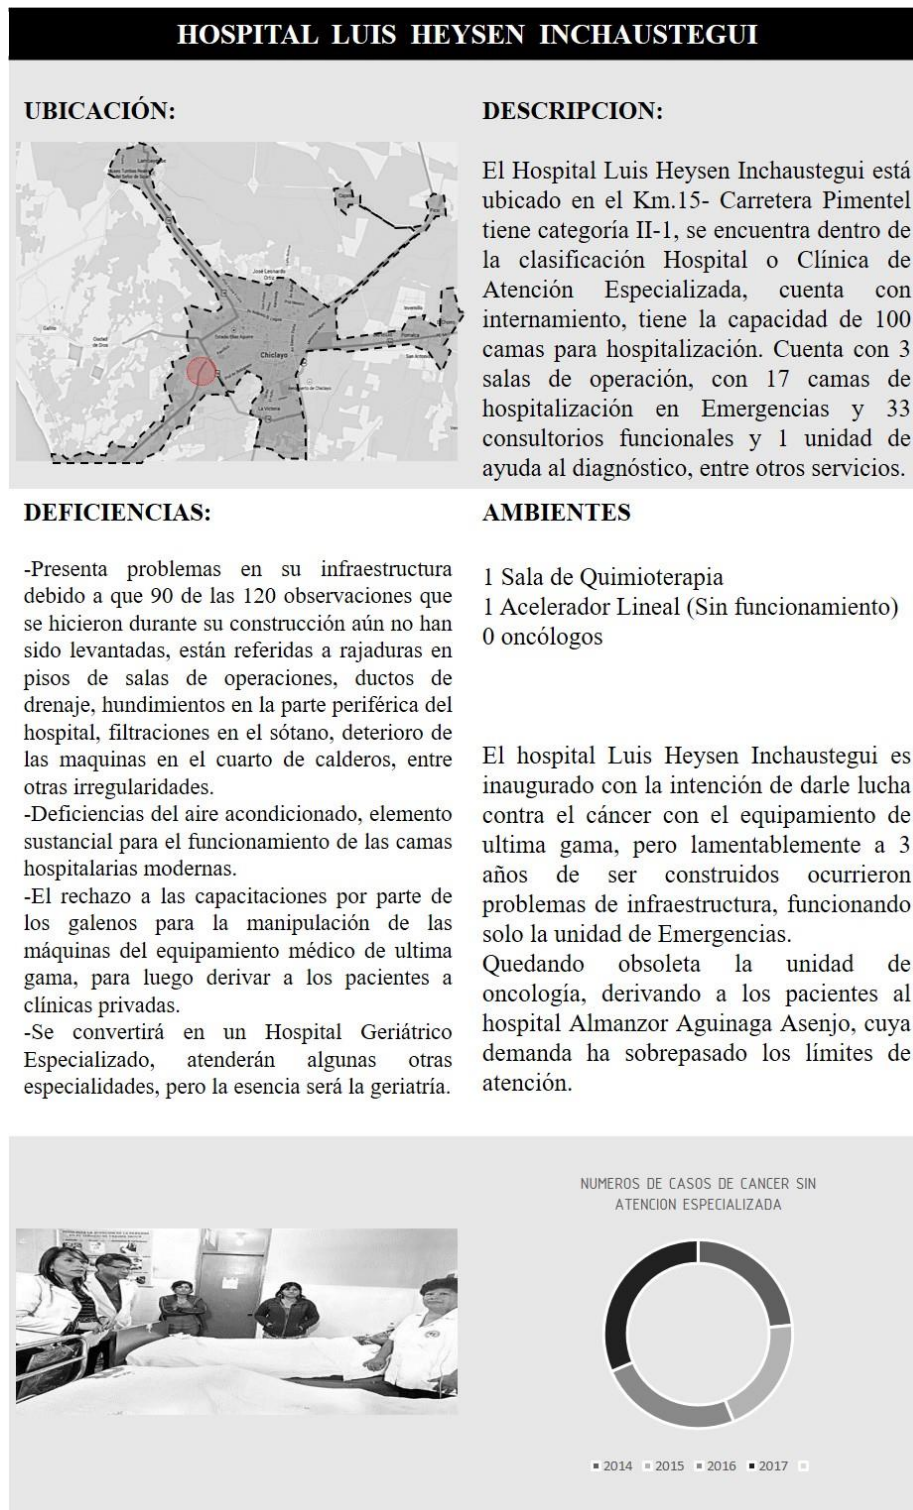 HOSPITAL LUIS HEYSEN INCHAUSTEGUI
UBICACIÓN:
José Leonardo
Ortiz
Chiclayo
La Victoria
Pomalca
Ciudad
de Dios
San Antonio
DESCRIPCION:
El Hospital Luis Heysen Inchaustegui está
ubicado en el Km.15- Carretera Pimentel
tiene categoría II-1, se encuentra dentro de
la clasificación Hospital o Clínica de
Atención Especializada, cuenta con
internamiento, tiene la capacidad de 100
camas para hospitalización. Cuenta con 3
salas de operación, con 17 camas de
hospitalización en Emergencias y 33
consultorios funcionales y 1 unidad de
ayuda al diagnóstico, entre otros servicios.
DEFICIENCIAS:
-Presenta problemas en su infraestructura
debido a que 90 de las 120 observaciones que
se hicieron durante su construcción aún no han
sido levantadas, están referidas a rajaduras en
pisos de salas de operaciones, ductos de
drenaje, hundimientos en la parte periférica del
hospital, filtraciones en el sótano, deterioro de
las maquinas en el cuarto de calderos, entre
otras irregularidades.
-Deficiencias del aire acondicionado, elemento
sustancial para el funcionamiento de las camas
hospitalarias modernas.
-El rechazo a las capacitaciones por parte de
los galenos para la manipulación de las
máquinas del equipamiento médico de ultima
gama, para luego derivar a los pacientes a
clínicas privadas.
-Se convertirá en un Hospital Geriátrico
Especializado, atenderán algunas otras
especialidades, pero la esencia será la geriatría.
AMBIENTES
1 Sala de Quimioterapia
1 Acelerador Lineal (Sin funcionamiento)
0 oncólogos
El hospital Luis Heysen Inchaustegui es
inaugurado con la intención de darle lucha
contra el cáncer con el equipamiento de
ultima gama, pero lamentablemente a 3
años de ser construidos ocurrieron
problemas de infraestructura, funcionando
solo la unidad de Emergencias.
Quedando obsoleta la unidad de
oncología, derivando a los pacientes al
hospital Almanzor Aguinaga Asenjo, cuya
demanda ha sobrepasado los límites de
atención.
NUMEROS DE CASOS DE CANCER SIN
ATENCION ESPECIALIZADA
2014 2015 2016 2017